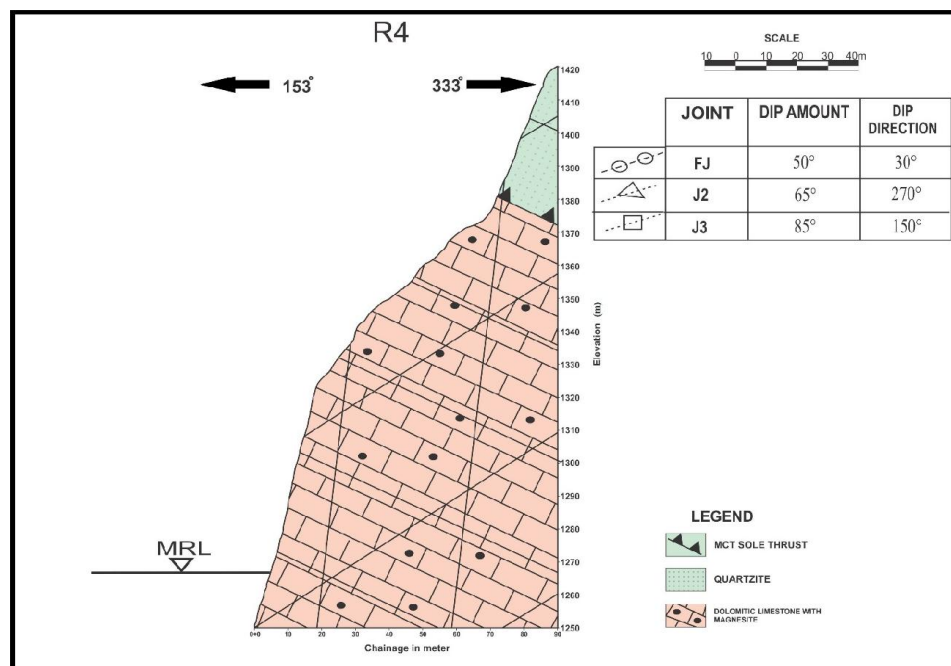 R4
153°
333°
SCALE
10 0 10 20 30 40m
JOINT DIP AMOUNT DIP DIRECTION
FJ 50° 30°
J2 65° 270°
J3 85° 150°
1420
1410
1400
1390
1380
1370
1360
1350
1340
1330
1320
1310
1300
1290
1280
1270
1260
1250
Elevation (m)
MRL
0+0 10 20 30 40 50 60 70 80 90
Chainage in meter
LEGEND
MCT SOLE THRUST
QUARTZITE
DOLOMITIC LIMESTONE WITH
MAGNESITE